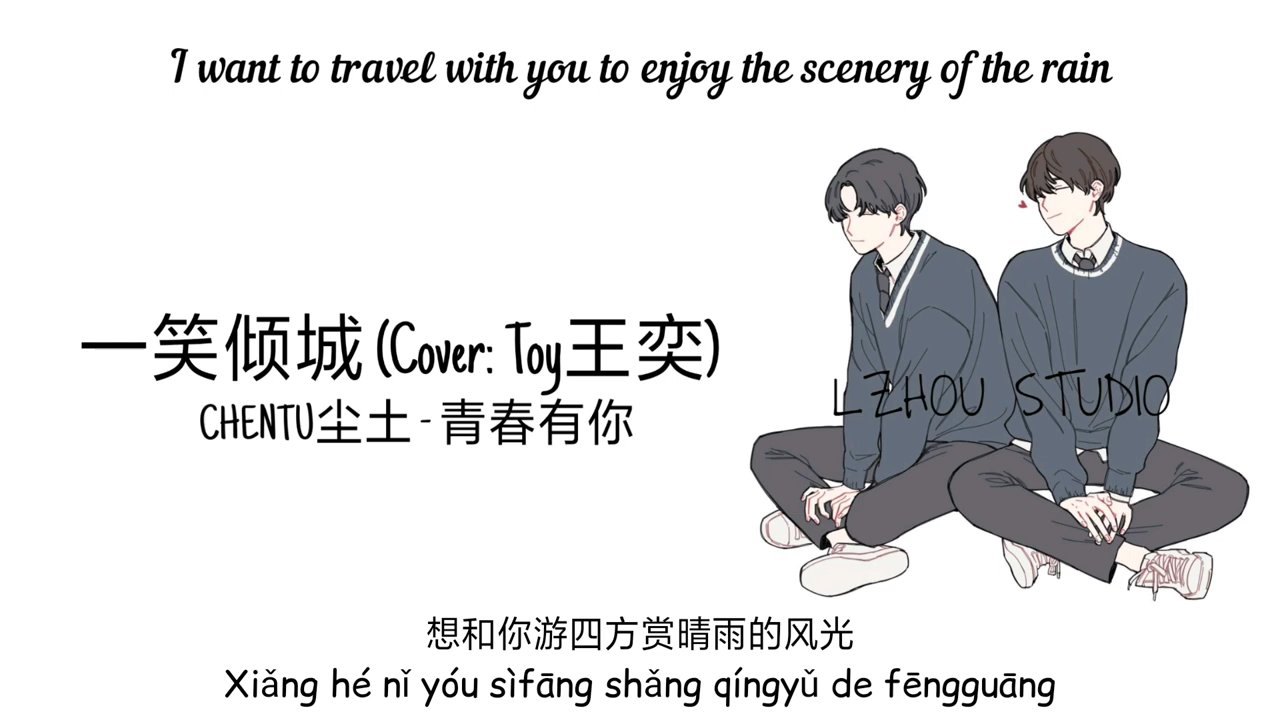 I want to travel with you to enjoy the scenery of the rain
一笑倾城 (Cover: Toy王奕)
CHENTU尘土 - 青春有你
LZHOU STUDIO
想和你游四方赏晴雨的风光
Xiǎng hé nǐ yóu sìfāng shǎng qíngyǔ de fēngguāng